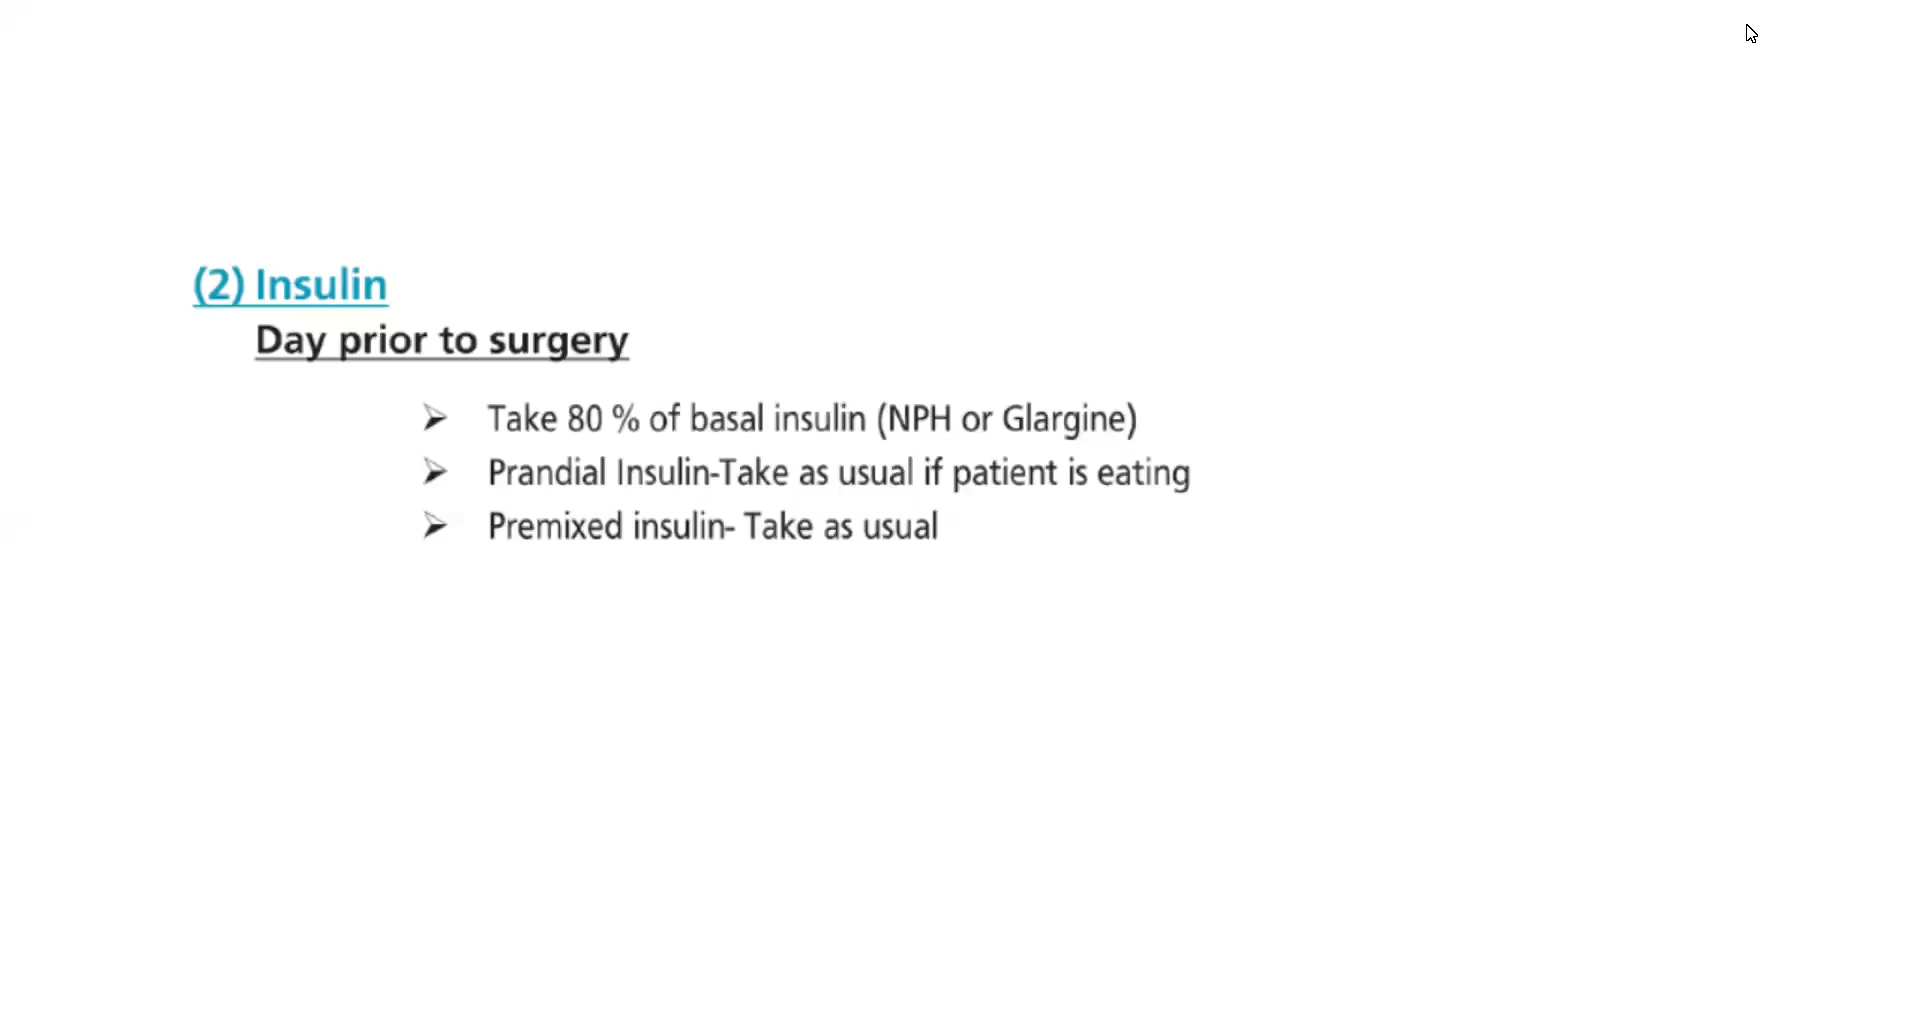 (2) Insulin
Day prior to surgery
➢ Take 80 % of basal insulin (NPH or Glargine)
➢ Prandial Insulin-Take as usual if patient is eating
➢ Premixed insulin- Take as usual